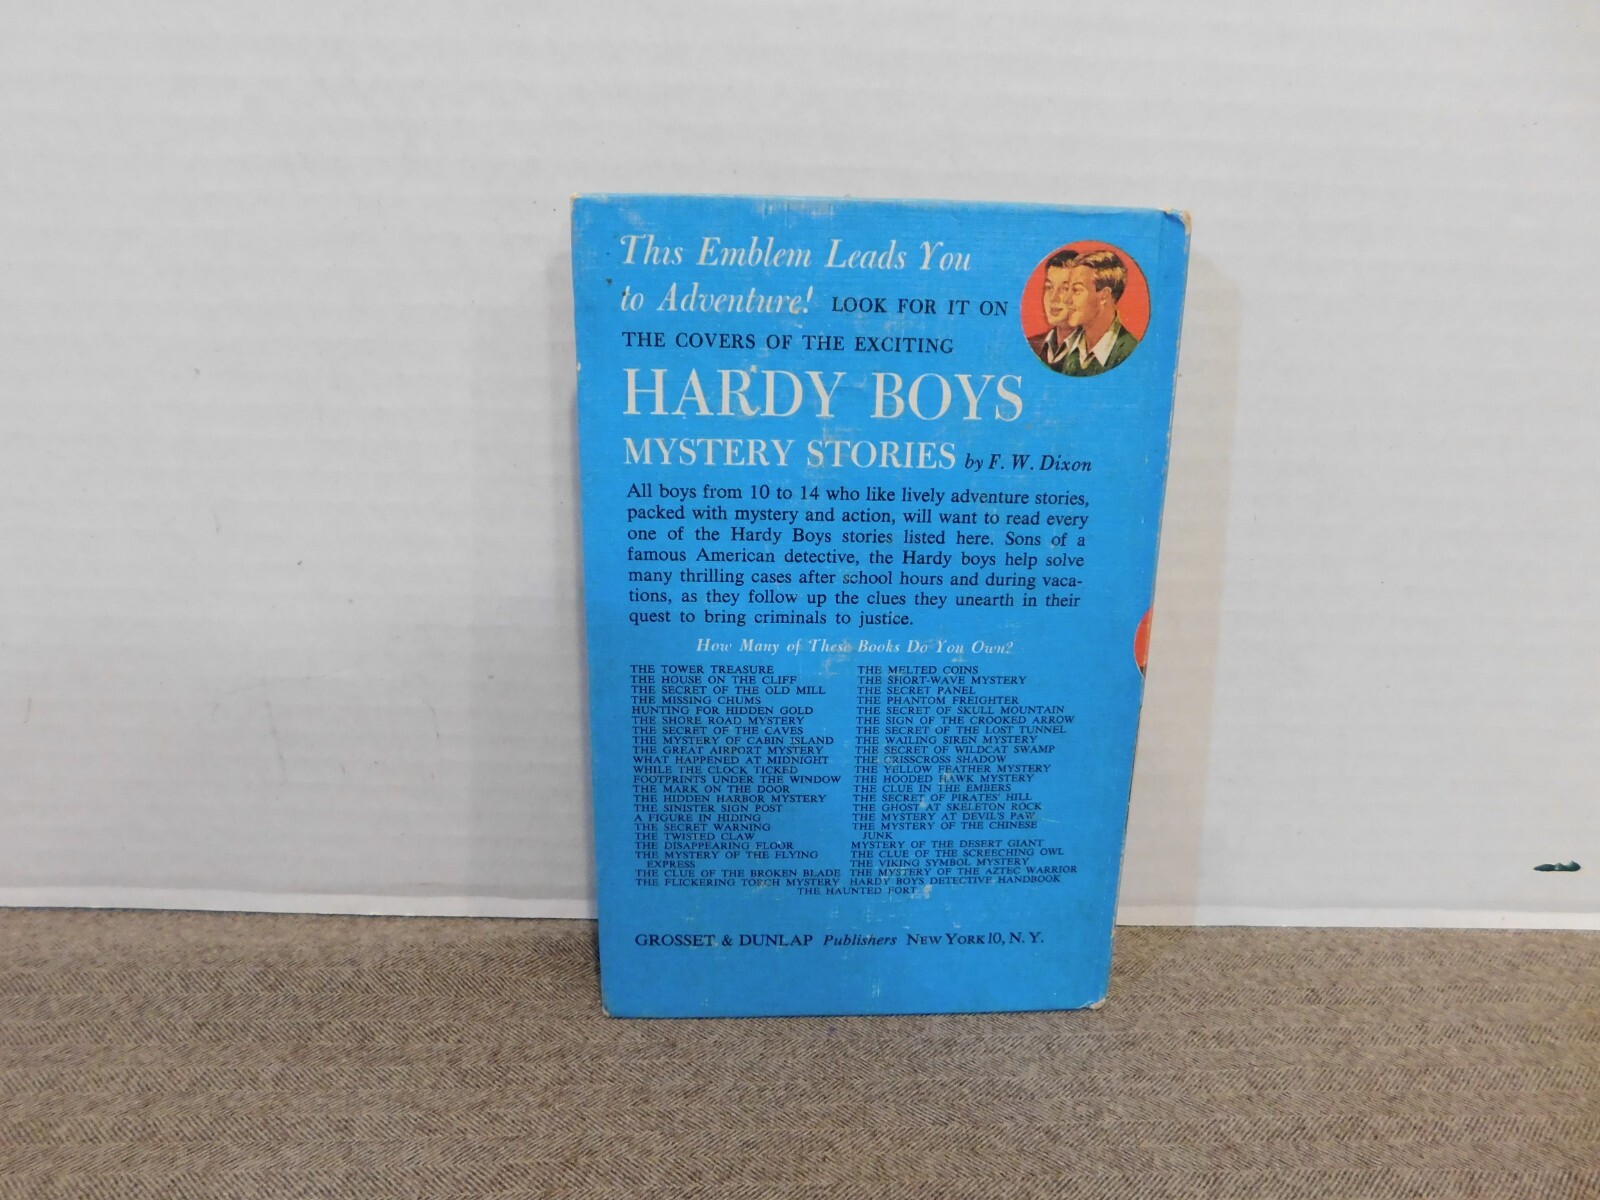 This Emblem Leads You
to Adventure! LOOK FOR IT ON
THE COVERS OF THE EXCITING
HARDY BOYS
MYSTERY STORIES by F. W. Dixon
All boys from 10 to 14 who like lively adventure stories,
packed with mystery and action, will want to read every
one of the Hardy Boys stories listed here. Sons of a
famous American detective, the Hardy boys help solve
many thrilling cases after school hours and during vaca-
tions, as they follow up the clues they unearth in their
quest to bring criminals to justice.
How Many of These Books Do You Own?
THE TOWER TREASURE
THE HOUSE ON THE CLIFF
THE SECRET OF THE OLD MILL
THE MISSING CHUMS
HUNTING FOR HIDDEN GOLD
THE SHORE ROAD MYSTERY
THE SECRET OF THE CAVES
THE MYSTERY OF CABIN ISLAND
THE GREAT AIRPORT MYSTERY
WHAT HAPPENED AT MIDNIGHT
WHILE THE CLOCK TICKED
FOOTPRINTS UNDER THE WINDOW
THE MARK ON THE DOOR
THE HIDDEN HARBOR MYSTERY
THE SINISTER SIGN POST
A FIGURE IN HIDING
THE SECRET WARNING
THE TWISTED CLAW
THE DISAPPEARING FLOOR
THE MYSTERY OF THE FLYING
EXPRESS
THE CLUE OF THE BROKEN BLADE
THE FLICKERING TORCH MYSTERY
THE MELTED COINS
THE SHORT-WAVE MYSTERY
THE SECRET PANEL
THE PHANTOM FREIGHTER
THE SECRET OF SKULL MOUNTAIN
THE SIGN OF THE CROOKED ARROW
THE SECRET OF THE LOST TUNNEL
THE WAILING SIREN MYSTERY
THE SECRET OF WILDCAT SWAMP
THE CRISSCROSS SHADOW
THE YELLOW FEATHER MYSTERY
THE HOODED HAWK MYSTERY
THE CLUE IN THE EMBERS
THE SECRET OF PIRATES' HILL
THE GHOST AT SKELETON ROCK
THE MYSTERY AT DEVIL'S PAW
THE MYSTERY OF THE CHINESE
JUNK
MYSTERY OF THE DESERT GIANT
THE CLUE OF THE SCREECHING OWL
THE VIKING SYMBOL MYSTERY
THE MYSTERY OF THE AZTEC WARRIOR
HARDY BOYS DETECTIVE HANDBOOK
THE HAUNTED FORT
GROSSET & DUNLAP Publishers NEW YORK 10, N. Y.